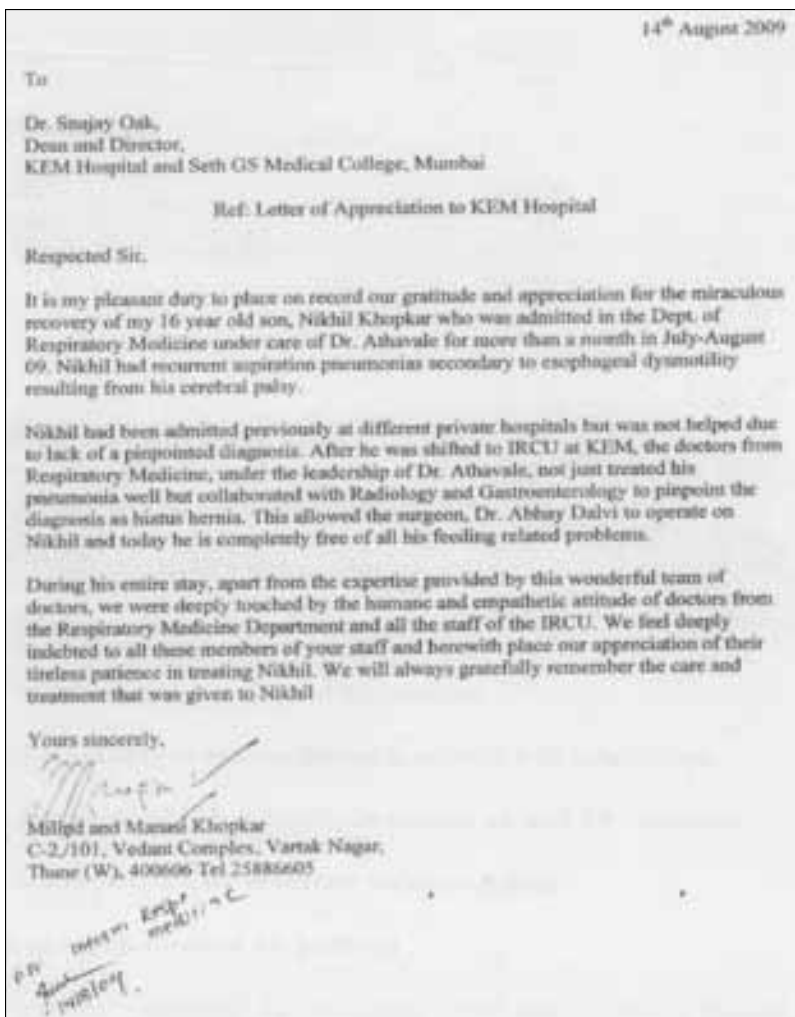 14th August 2009
To
Dr. Snajay Oak,
Dean and Director,
KEM Hospital and Seth GS Medical College, Mumbai
Ref: Letter of Appreciation to KEM Hospital
Respected Sir,
It is my pleasant duty to place on record our gratitude and appreciation for the miraculous
recovery of my 16 year old son, Nikhil Khopkar who was admitted in the Dept. of
Respiratory Medicine under care of Dr. Athavale for more than a month in July-August
09. Nikhil had recurrent aspiration pneumonias secondary to esophageal dysmotility
resulting from his cerebral palsy.
Nikhil had been admitted previously at different private hospitals but was not helped due
to lack of a pinpointed diagnosis. After he was shifted to IRCU at KEM, the doctors from
Respiratory Medicine, under the leadership of Dr. Athavale, not just treated his
pneumonia well but collaborated with Radiology and Gastroenterology to pinpoint the
diagnosis as hiatus hernia. This allowed the surgeon, Dr. Abhay Dalvi to operate on
Nikhil and today he is completely free of all his feeding related problems.
During his entire stay, apart from the expertise provided by this wonderful team of
doctors, we were deeply touched by the humane and empathetic attitude of doctors from
the Respiratory Medicine Department and all the staff of the IRCU. We feel deeply
indebted to all these members of your staff and herewith place our appreciation of their
tireless patience in treating Nikhil. We will always gratefully remember the care and
treatment that was given to Nikhil
Yours sincerely,
Milind and Manasi Khopkar
C-2/101, Vedant Complex, Vartak Nagar,
Thane (W), 400606 Tel 25886605
inform Resp.
medicine